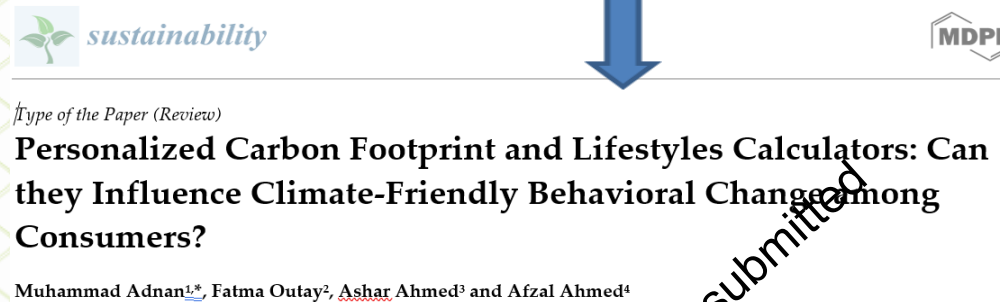 sustainability
MDPI
Type of the Paper (Review)
Personalized Carbon Footprint and Lifestyles Calculators: Can
they Influence Climate-Friendly Behavioral Change among
Consumers?
submitted
Muhammad Adnan¹,*, Fatma Outay², Ashar Ahmed³ and Afzal Ahmed⁴